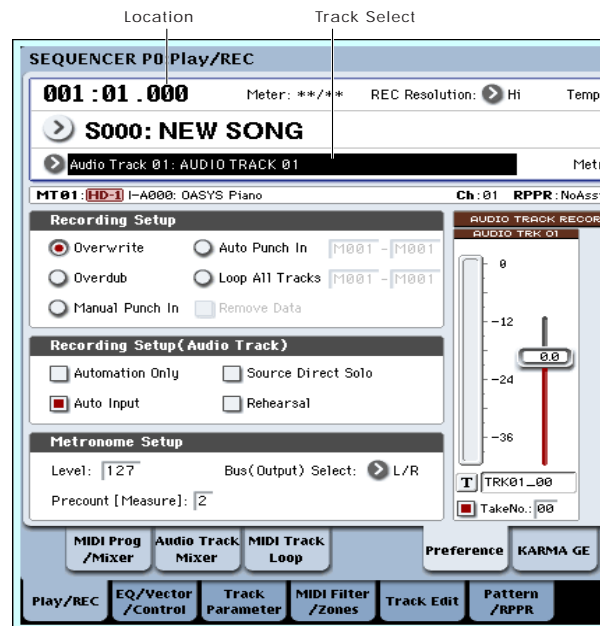 Location Track Select
SEQUENCER P0:Play/REC
001:01.000 Meter: **/** REC Resolution: Hi Temp
S000: NEW SONG
Audio Track 01: AUDIO TRACK 01 Met
MT01: HD-1 I-A000: OASYS Piano Ch:01 RPPR:NoAss
Recording Setup AUDIO TRACK RECOR
AUDIO TRK 01
Overwrite Auto Punch In M001 - M001 0
Overdub Loop All Tracks M001 - M001
Manual Punch In Remove Data -12
Recording Setup(Audio Track) 0.0
Automation Only Source Direct Solo -24
Auto Input Rehearsal
Metronome Setup -36
Level: 127 Bus(Output) Select: L/R T TRK01_00
Precount [Measure]: 2 TakeNo.: 00
MIDI Prog /Mixer Audio Track Mixer MIDI Track Loop Preference KARMA GE
Play/REC EQ/Vector /Control Track Parameter MIDI Filter /Zones Track Edit Pattern /RPPR